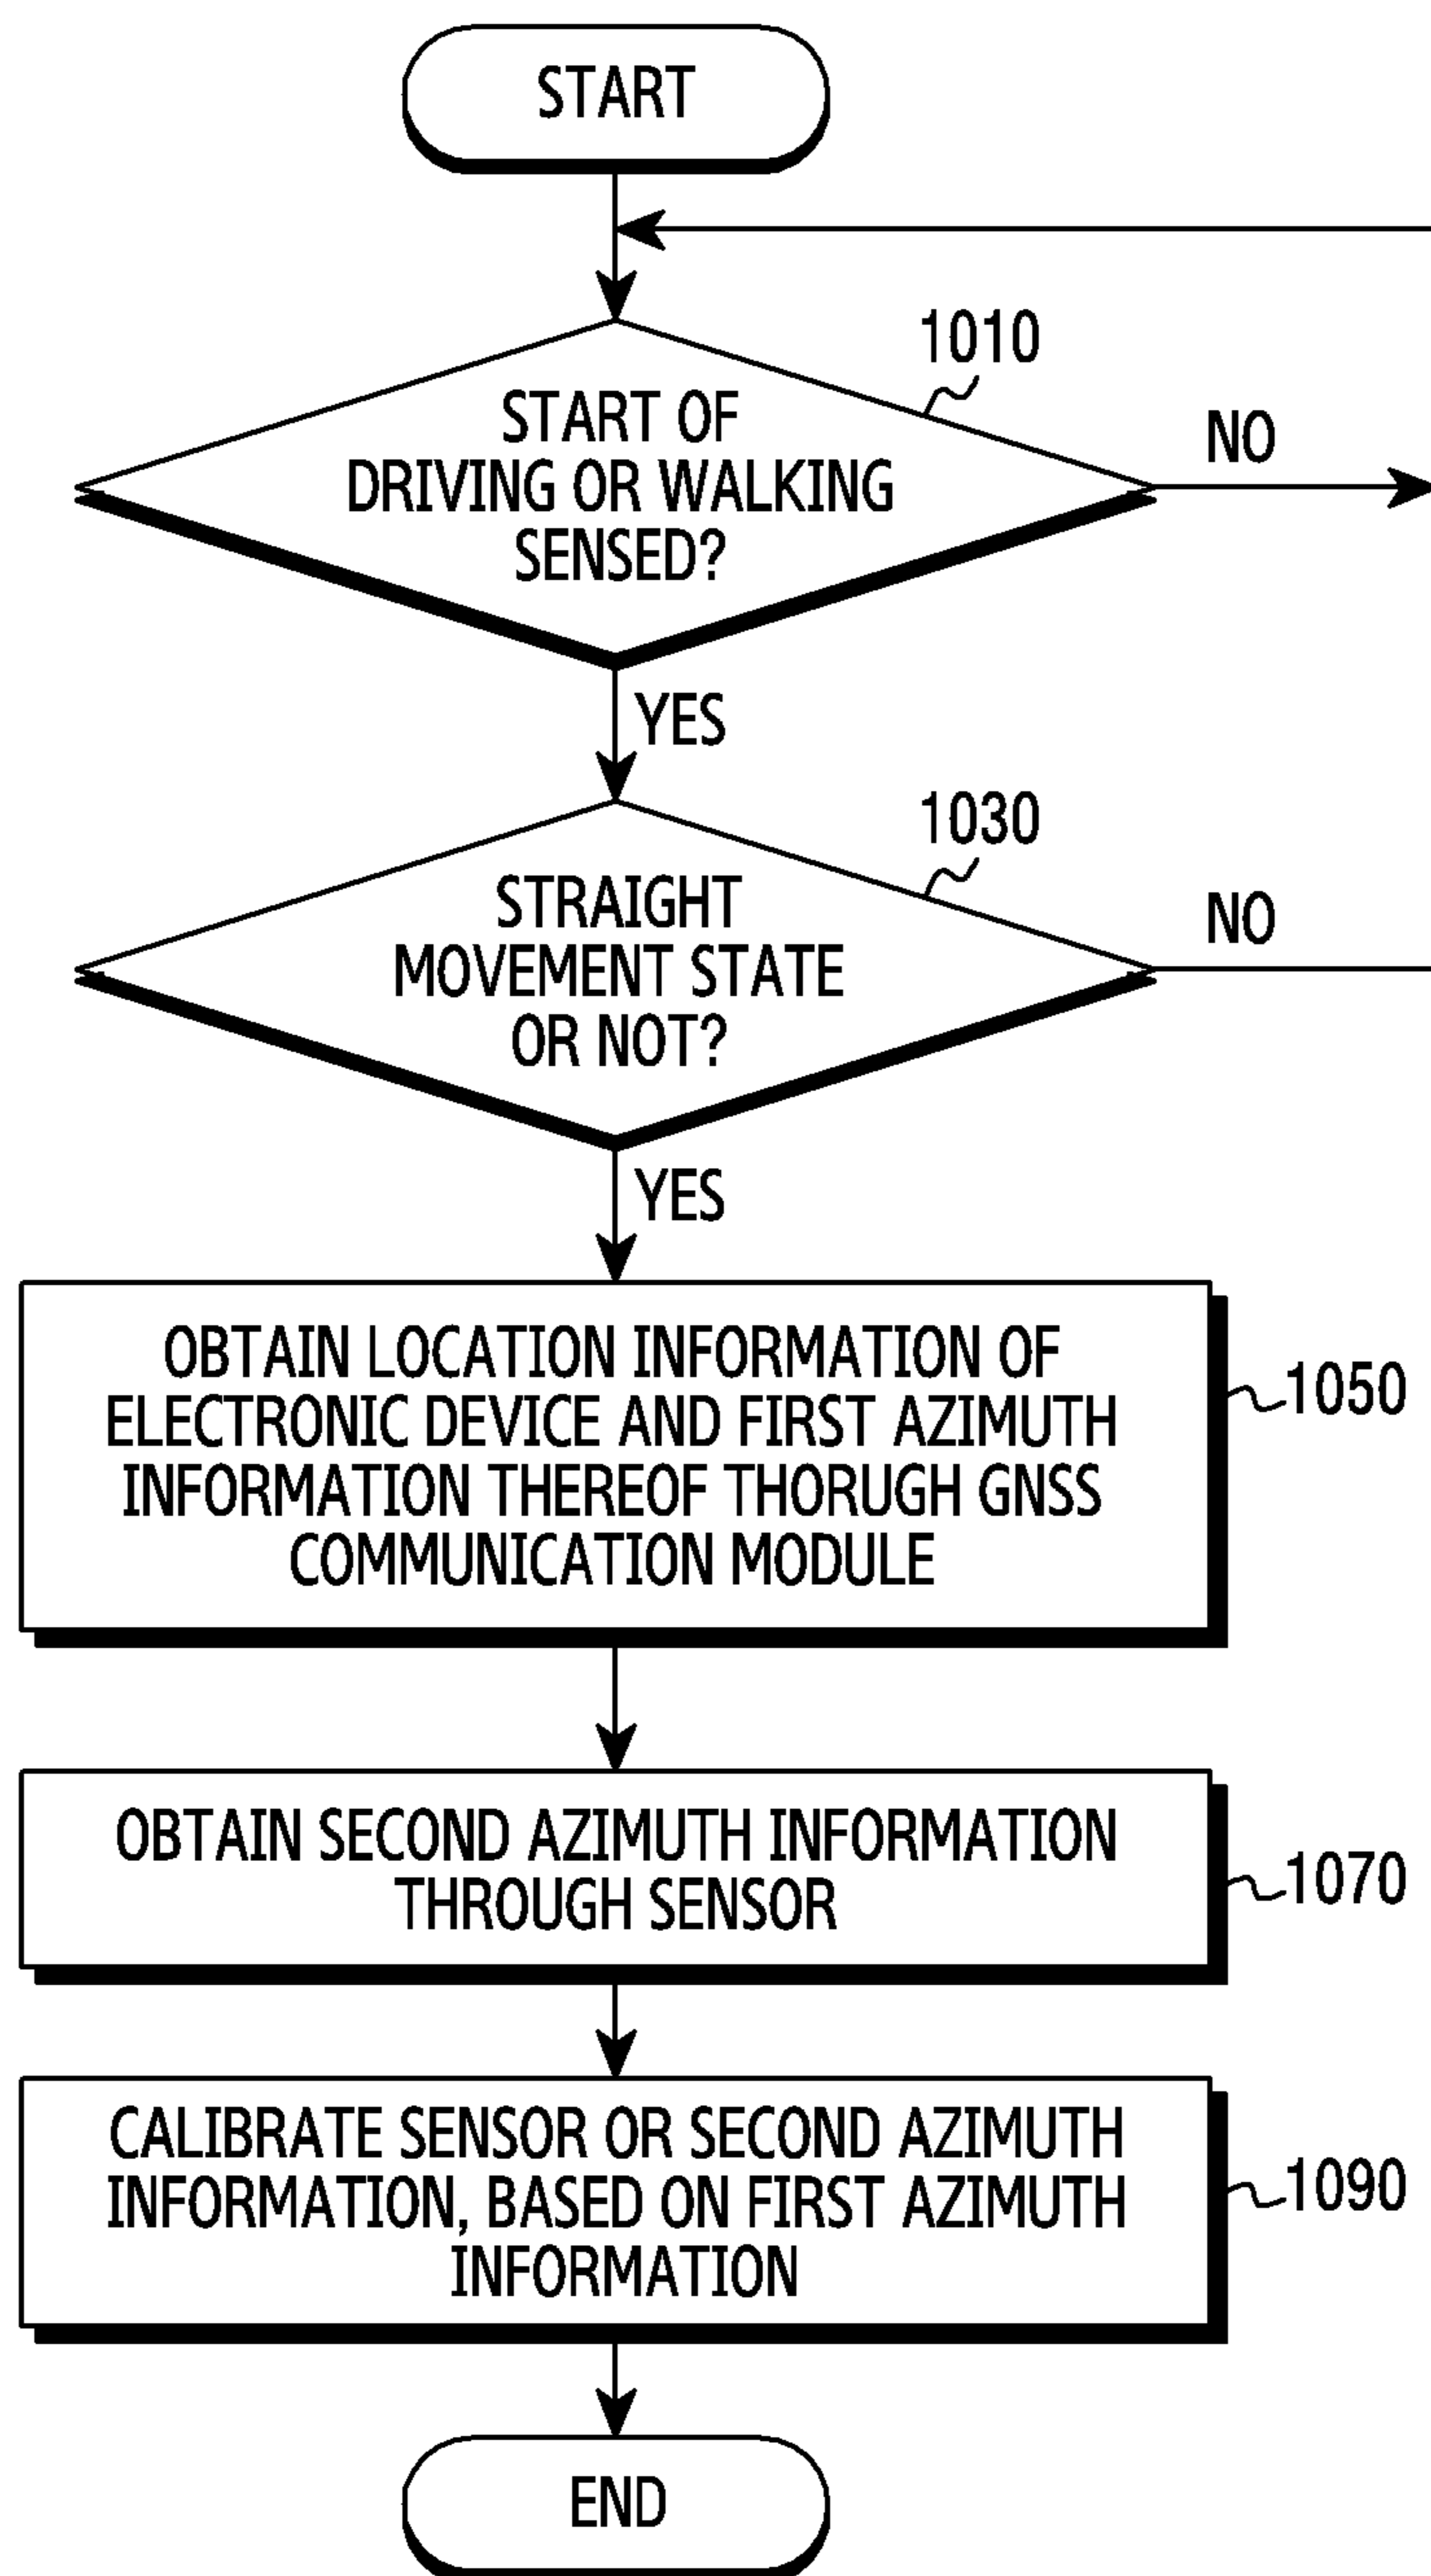 START
1010
START OF
DRIVING OR WALKING
SENSED?
NO
YES
1030
STRAIGHT
MOVEMENT STATE
OR NOT?
NO
YES
OBTAIN LOCATION INFORMATION OF
ELECTRONIC DEVICE AND FIRST AZIMUTH
INFORMATION THEREOF THORUGH GNSS
COMMUNICATION MODULE
1050
OBTAIN SECOND AZIMUTH INFORMATION
THROUGH SENSOR
1070
CALIBRATE SENSOR OR SECOND AZIMUTH
INFORMATION, BASED ON FIRST AZIMUTH
INFORMATION
1090
END